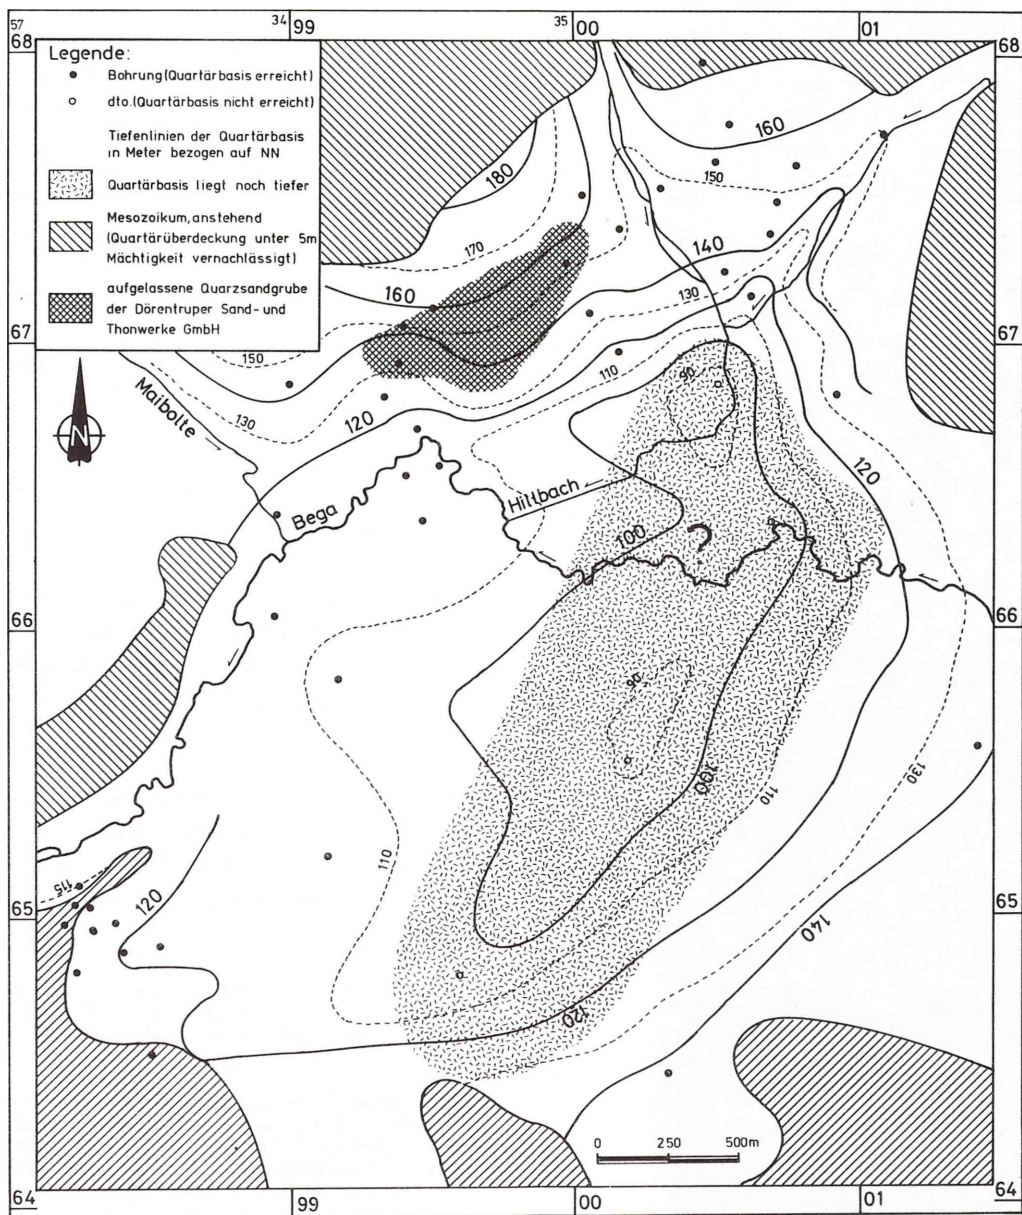 57
34
99
35
00
01
68
68
Legende:
Bohrung (Quartärbasis erreicht)
dto. (Quartärbasis nicht erreicht)
Tiefenlinien der Quartärbasis
in Meter bezogen auf NN
Quartärbasis liegt noch tiefer
Mesozoikum, anstehend
(Quartärüberdeckung unter 5m
Mächtigkeit vernachlässigt)
aufgelassene Quarzsandgrube
der Dörentruper Sand- und
Thonwerke GmbH
160
180
150
170
140
160
130
67
67
150
110
90
Maibolte
130
120
N
120
Hillbach
Bega
100
66
66
90
100
110
130
110
115
120
65
65
140
120
0 250 500m
64
64
99
00
01